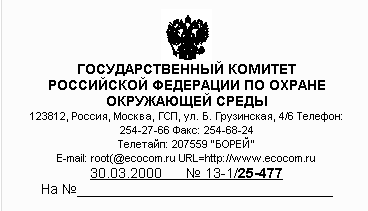 ГОСУДАРСТВЕННЫЙ КОМИТЕТ
РОССИЙСКОЙ ФЕДЕРАЦИИ ПО ОХРАНЕ
ОКРУЖАЮЩЕЙ СРЕДЫ
123812, Россия, Москва, ГСП, ул. Б. Грузинская, 4/6 Телефон:
254-27-66 Факс: 254-68-24
Телетайп: 207559 "БОРЕЙ"
E-mail: root(@ecocom.ru URL=http://www.ecocom.ru
30.03.2000 № 13-1/25-477
На №